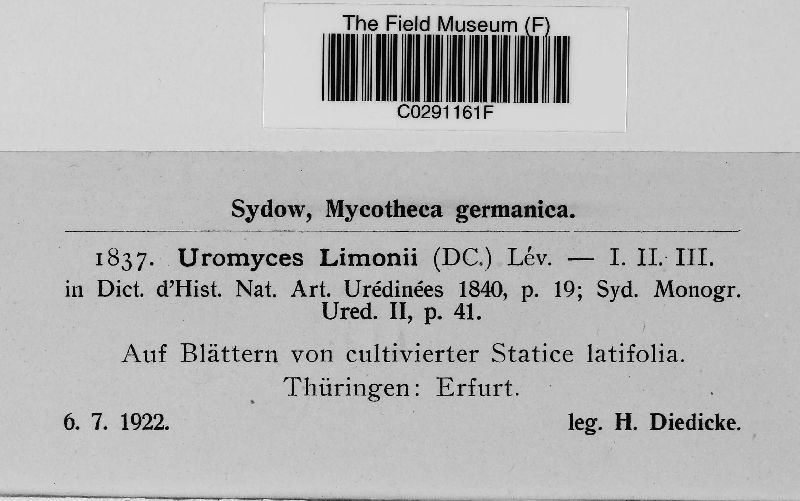 The Field Museum (F)
C0291161F
Sydow, Mycotheca germanica.
1837. Uromyces Limonii (DC.) Lév. — I. II. III.
in Dict. d'Hist. Nat. Art. Urédinées 1840, p. 19; Syd. Monogr.
Ured. II, p. 41.
Auf Blättern von cultivierter Statice latifolia.
Thüringen: Erfurt.
6. 7. 1922. leg. H. Diedicke.